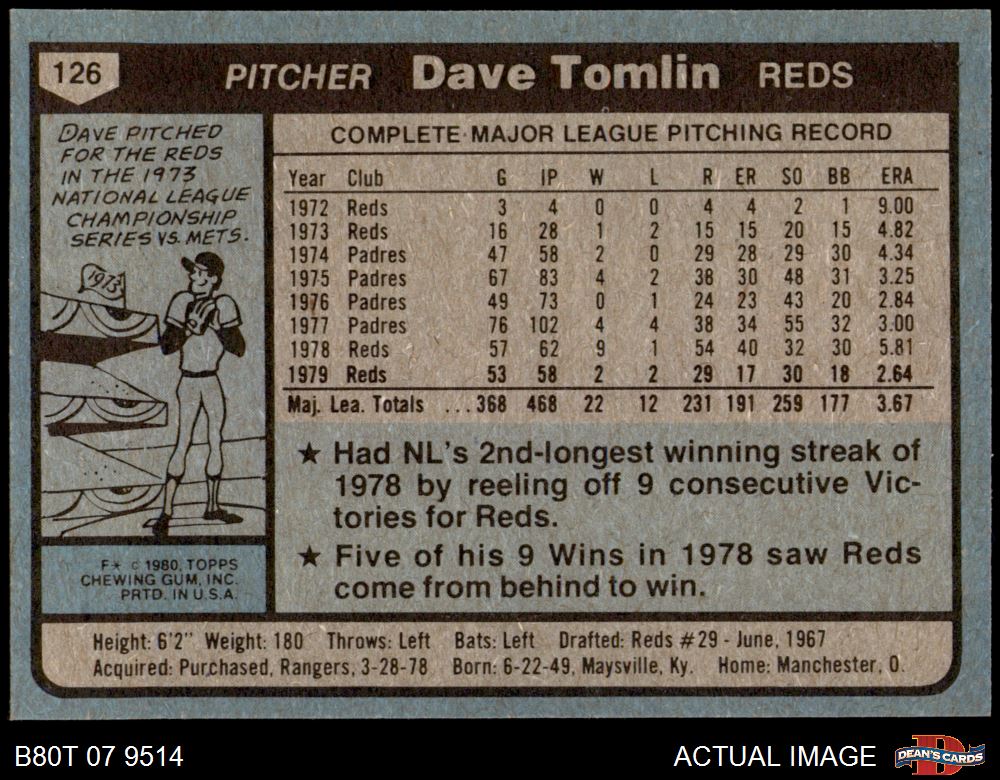 126 PITCHER Dave Tomlin REDS
DAVE PITCHED
FOR THE REDS
IN THE 1973
NATIONAL LEAGUE
CHAMPIONSHIP
SERIES VS. METS.
1973
F* © 1980, TOPPS
CHEWING GUM, INC.
PRTD. IN U.S.A.
COMPLETE MAJOR LEAGUE PITCHING RECORD
Year Club G IP W L R ER SO BB ERA
1972 Reds 3 4 0 0 4 4 2 1 9.00
1973 Reds 16 28 1 2 15 15 20 15 4.82
1974 Padres 47 58 2 0 29 28 29 30 4.34
1975 Padres 67 83 4 2 38 30 48 31 3.25
1976 Padres 49 73 0 1 24 23 43 20 2.84
1977 Padres 76 102 4 4 38 34 55 32 3.00
1978 Reds 57 62 9 1 54 40 32 30 5.81
1979 Reds 53 58 2 2 29 17 30 18 2.64
Maj. Lea. Totals ...368 468 22 12 231 191 259 177 3.67
★ Had NL's 2nd-longest winning streak of
1978 by reeling off 9 consecutive Vic-
tories for Reds.
★ Five of his 9 Wins in 1978 saw Reds
come from behind to win.
Height: 6'2" Weight: 180 Throws: Left Bats: Left Drafted: Reds #29 - June, 1967
Acquired: Purchased, Rangers, 3-28-78 Born: 6-22-49, Maysville, Ky. Home: Manchester, O.
B80T 07 9514 ACTUAL IMAGE D DEAN'S CARDS